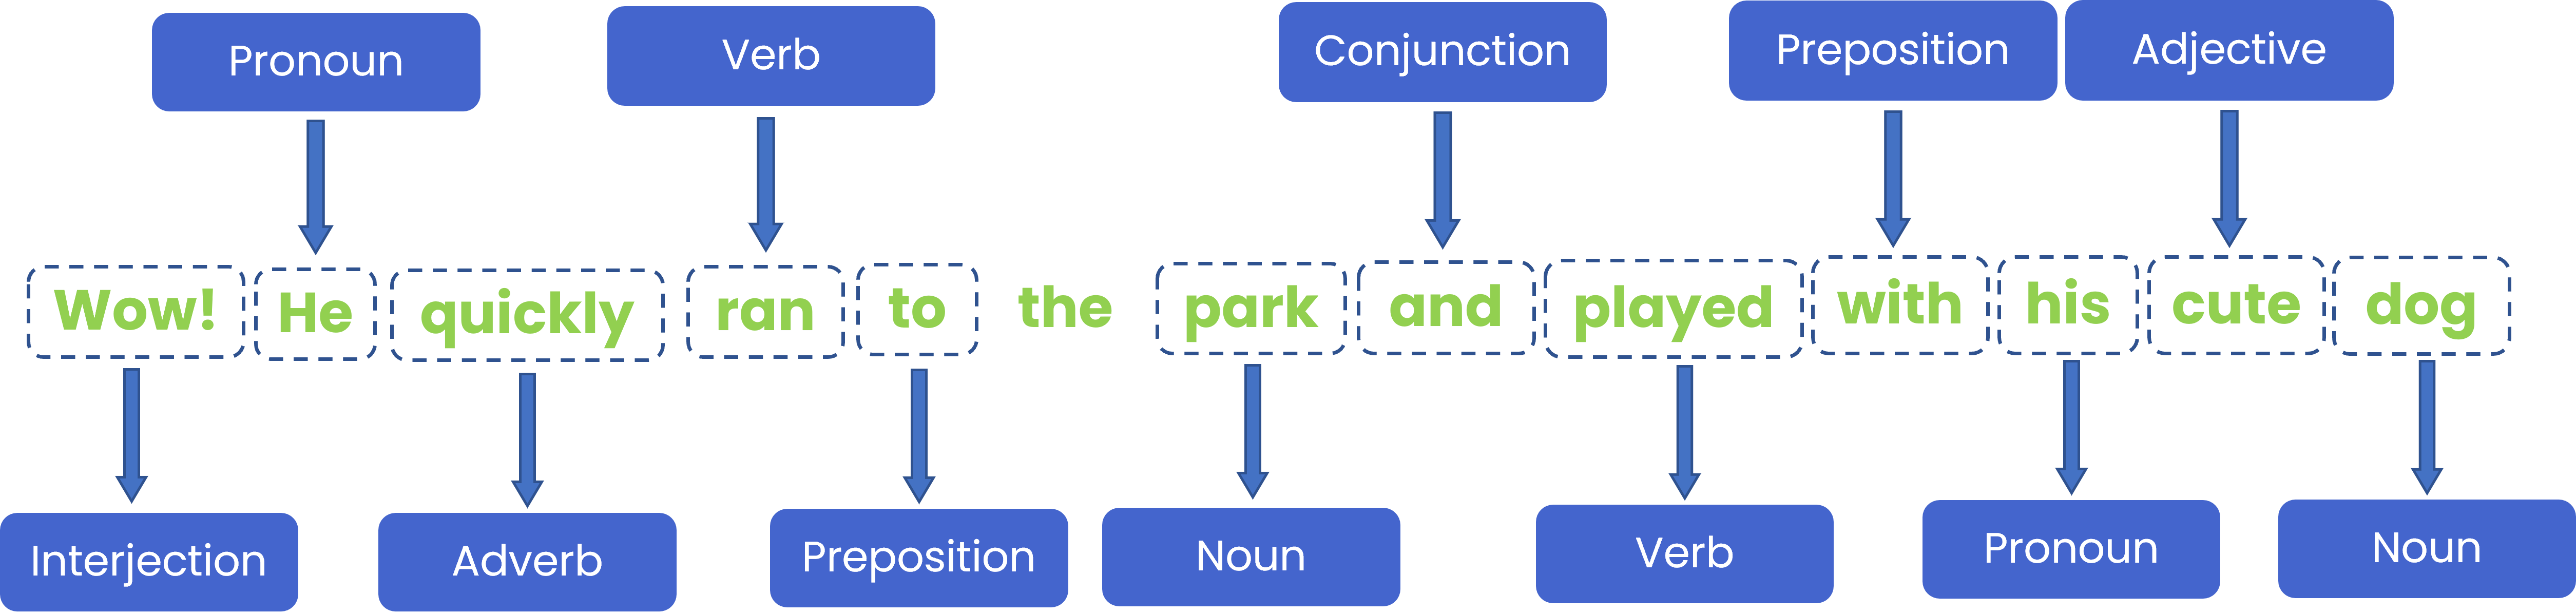 Pronoun Verb Conjunction Preposition Adjective
Wow! He quickly ran to the park and played with his cute dog
Interjection Adverb Preposition Noun Verb Pronoun Noun